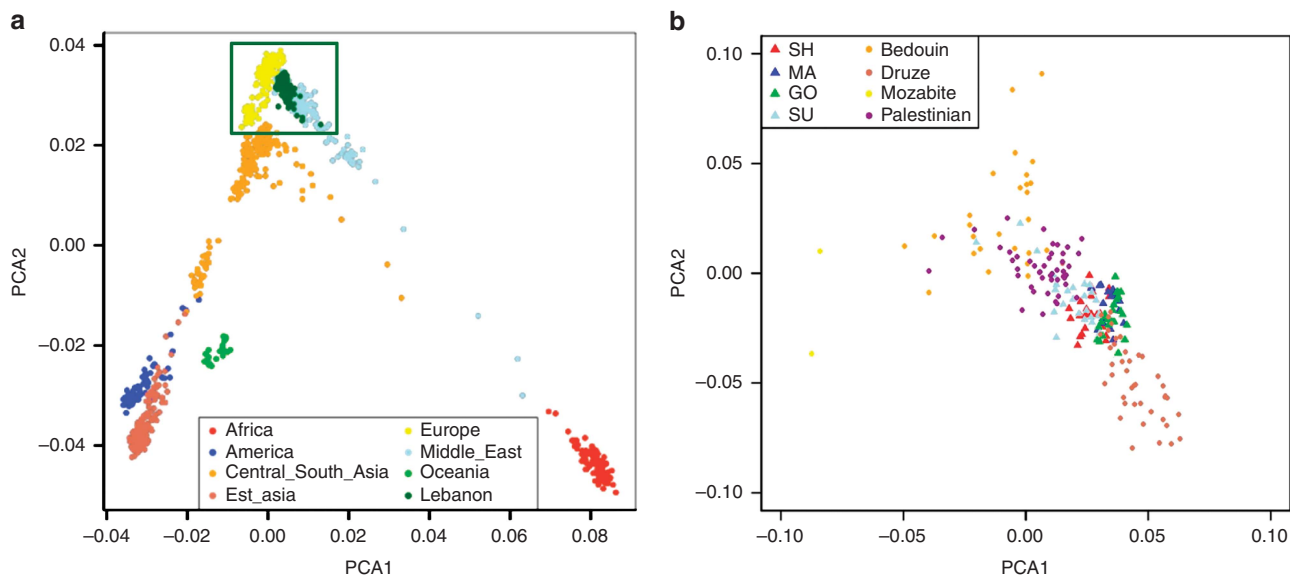 a
0.04
0.02
0.00
−0.02
−0.04
PCA2
−0.04
−0.02
0.00
0.02
0.04
0.06
0.08
PCA1
Africa
America
Central_South_Asia
Est_asia
Europe
Middle_East
Oceania
Lebanon
b
0.10
0.05
0.00
−0.05
−0.10
PCA2
−0.10
−0.05
0.00
0.05
0.10
PCA1
SH
MA
GO
SU
Bedouin
Druze
Mozabite
Palestinian